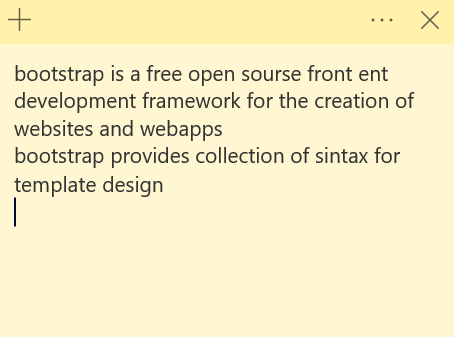 bootstrap is a free open sourse front ent
development framework for the creation of
websites and webapps
bootstrap provides collection of sintax for
template design